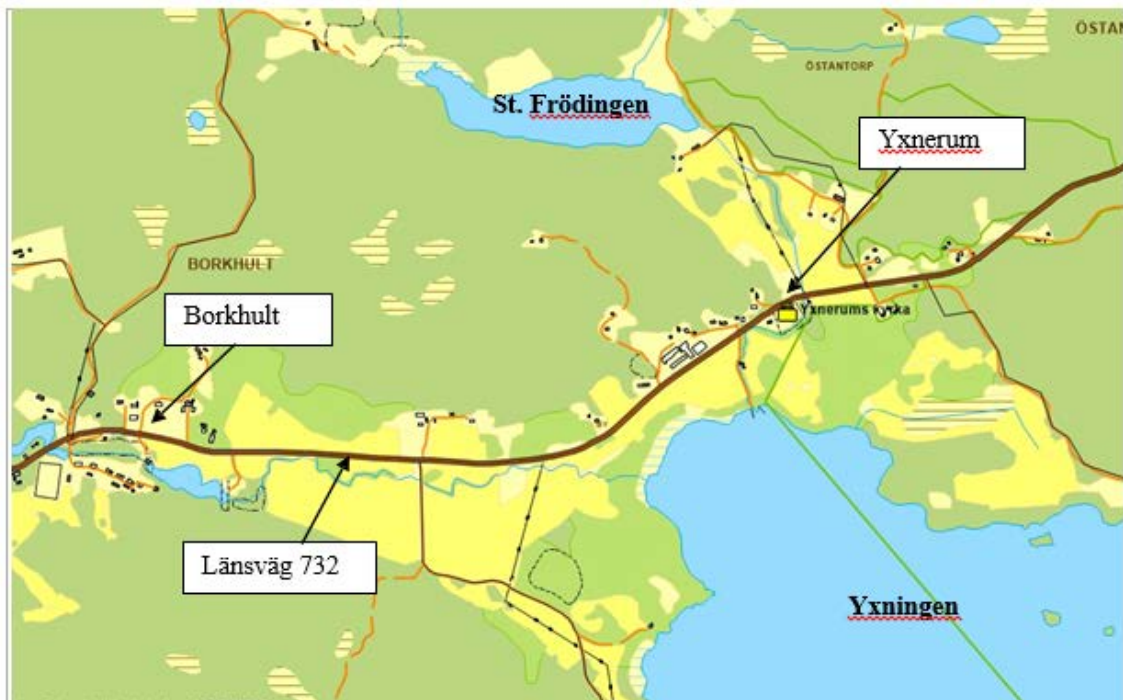 ÖSTAN
ÖSTANTORP
St. Frödingen
Yxnerum
BORKHULT
Borkhult
Yxnerums kyrka
Länsväg 732
Yxningen